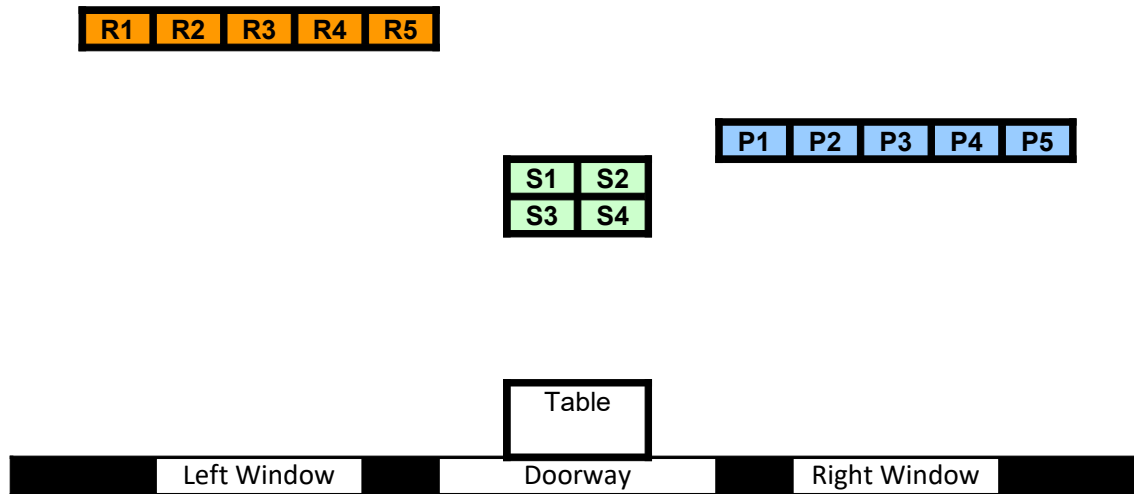 R1 R2 R3 R4 R5
P1 P2 P3 P4 P5
S1 S2
S3 S4
Table
Left Window Doorway Right Window